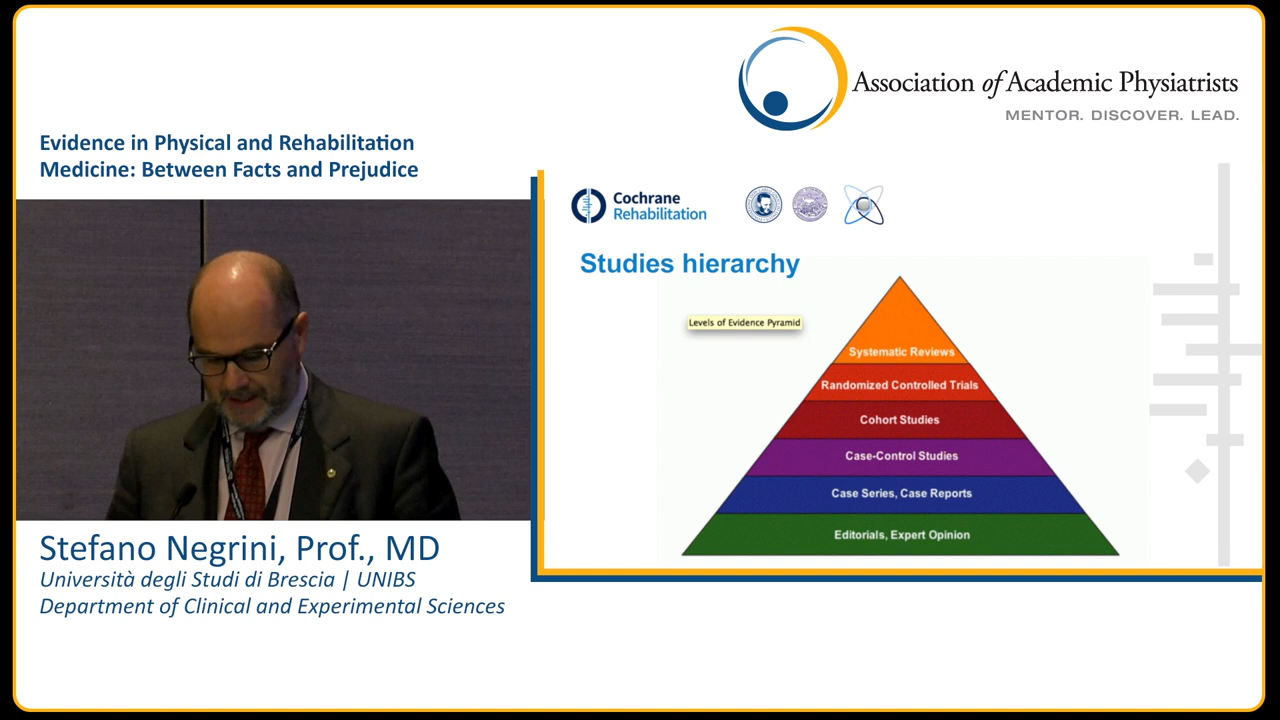 Association of Academic Physiatrists
MENTOR. DISCOVER. LEAD.
Evidence in Physical and Rehabilitation
Medicine: Between Facts and Prejudice
Cochrane
Rehabilitation
Studies hierarchy
Levels of Evidence Pyramid
Systematic Reviews
Randomized Controlled Trials
Cohort Studies
Case-Control Studies
Case Series, Case Reports
Editorials, Expert Opinion
Stefano Negrini, Prof., MD
Università degli Studi di Brescia | UNIBS
Department of Clinical and Experimental Sciences